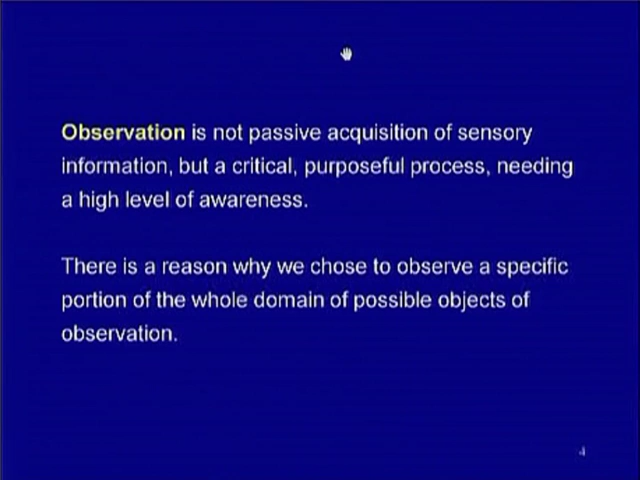 Observation is not passive acquisition of sensory
information, but a critical, purposeful process, needing
a high level of awareness.
There is a reason why we chose to observe a specific
portion of the whole domain of possible objects of
observation.
4